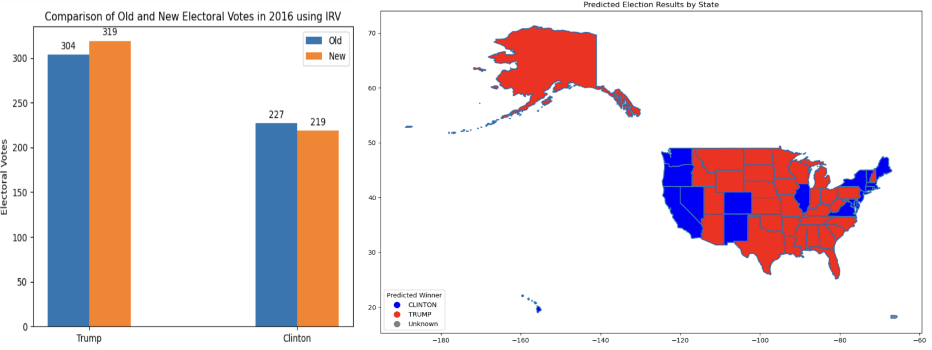 Comparison of Old and New Electoral Votes in 2016 using IRV
304
319
227
219
Old
New
Electoral Votes
300
250
200
150
100
50
0
Trump
Clinton
Predicted Election Results by State
70
60
50
40
30
20
Predicted Winner
CLINTON
TRUMP
Unknown
−180
−160
−140
−120
−100
−80
−60